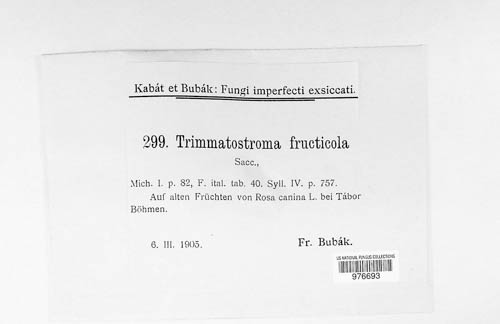 Kabát et Bubák: Fungi imperfecti exsiccati.
299. Trimmatostroma fructicola
Sacc.,
Mich. I. p. 82, F. ital. tab. 40. Syll. IV. p. 757.
Auf alten Früchten von Rosa canina L. bei Tábor
Böhmen.
6. III. 1905.
Fr. Bubák.
US NATIONAL FUNGUS COLLECTIONS
976693